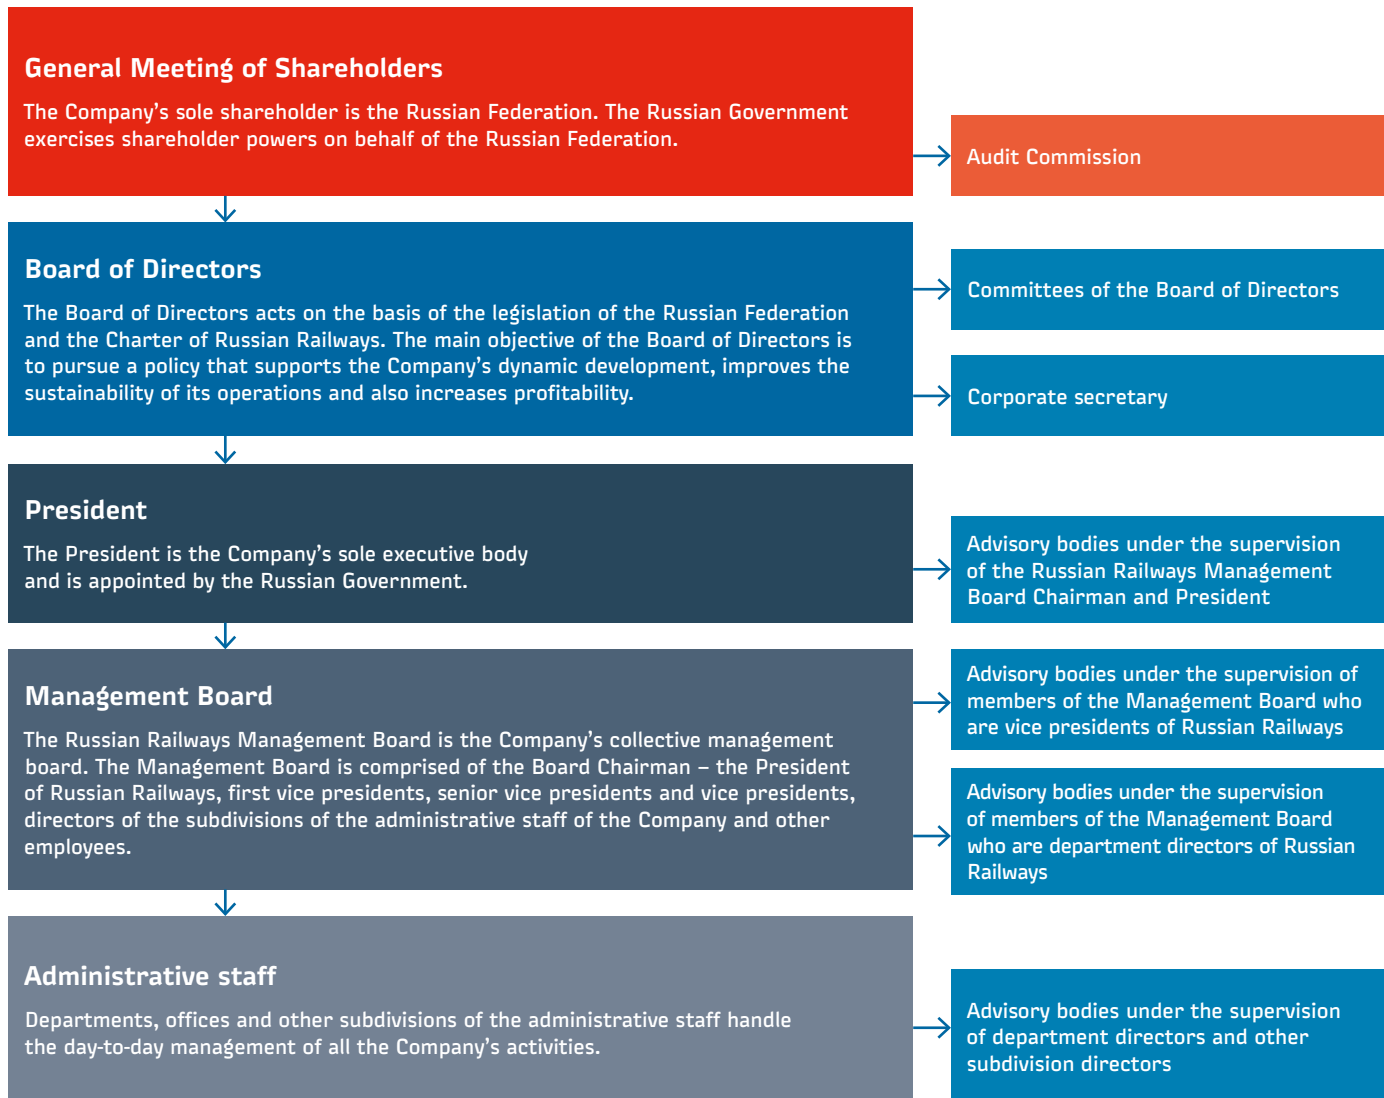 General Meeting of Shareholders
The Company's sole shareholder is the Russian Federation. The Russian Government
exercises shareholder powers on behalf of the Russian Federation.
Audit Commission
Board of Directors
The Board of Directors acts on the basis of the legislation of the Russian Federation
and the Charter of Russian Railways. The main objective of the Board of Directors is
to pursue a policy that supports the Company's dynamic development, improves the
sustainability of its operations and also increases profitability.
Committees of the Board of Directors
Corporate secretary
President
The President is the Company's sole executive body
and is appointed by the Russian Government.
Advisory bodies under the supervision
of the Russian Railways Management
Board Chairman and President
Management Board
The Russian Railways Management Board is the Company's collective management
board. The Management Board is comprised of the Board Chairman – the President
of Russian Railways, first vice presidents, senior vice presidents and vice presidents,
directors of the subdivisions of the administrative staff of the Company and other
employees.
Advisory bodies under the supervision of
members of the Management Board who
are vice presidents of Russian Railways
Advisory bodies under the supervision
of members of the Management Board
who are department directors of Russian
Railways
Administrative staff
Departments, offices and other subdivisions of the administrative staff handle
the day-to-day management of all the Company's activities.
Advisory bodies under the supervision
of department directors and other
subdivision directors